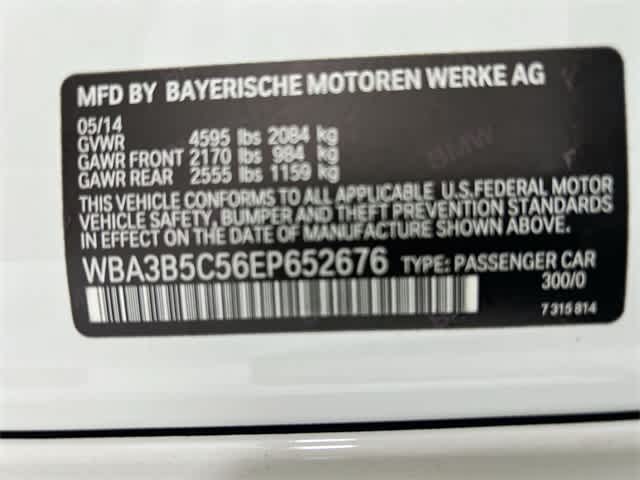 MFD BY BAYERISCHE MOTOREN WERKE AG
05/14
GVWR 4595 lbs 2084 kg
GAWR FRONT 2170 lbs 984 kg
GAWR REAR 2555 lbs 1159 kg
BMW
THIS VEHICLE CONFORMS TO ALL APPLICABLE U.S.FEDERAL MOTOR
VEHICLE SAFETY, BUMPER AND THEFT PREVENTION STANDARDS
IN EFFECT ON THE DATE OF MANUFACTURE SHOWN ABOVE.
WBA3B5C56EP652676 TYPE: PASSENGER CAR
300/0
7 315 814